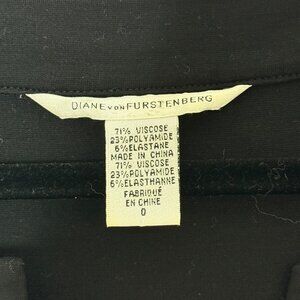 DIANE VON FURSTENBERG
71% VISCOSE
23% POLYAMIDE
6% ELASTANE
MADE IN CHINA
71% VISCOSE
23% POLYAMIDE
6% ELASTHANNE
FABRIQUÉ
EN CHINE
0